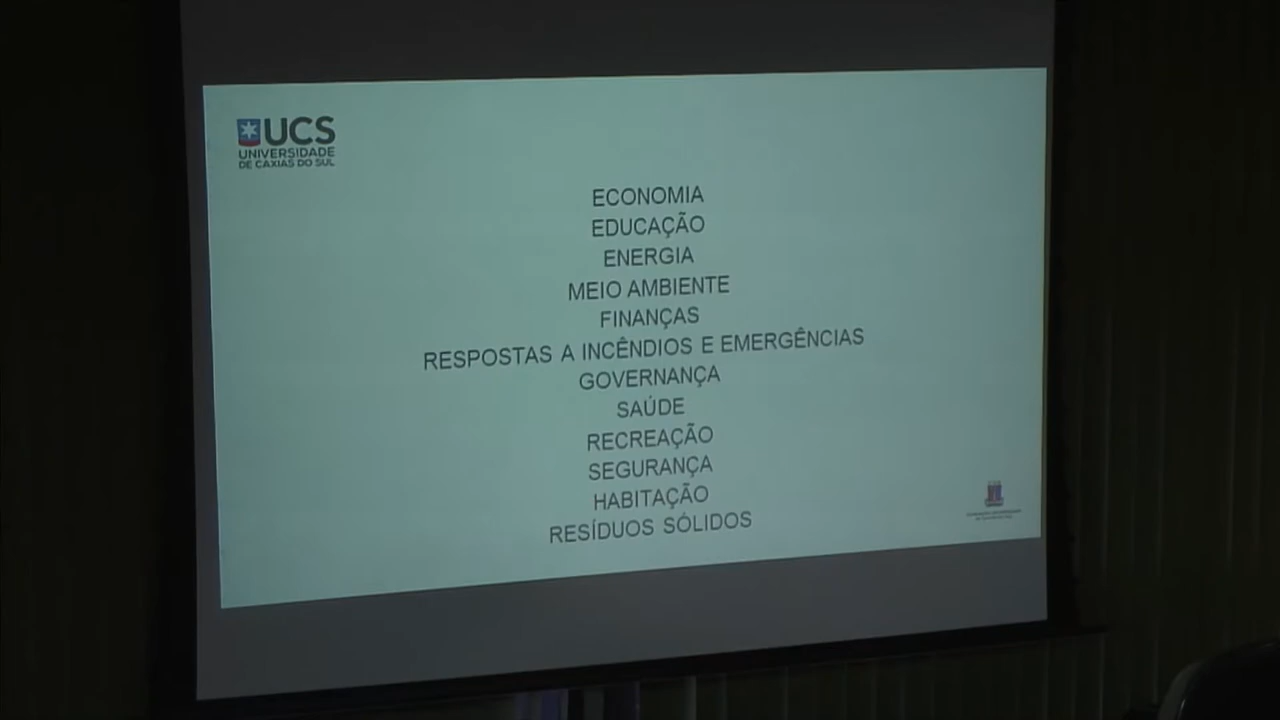 UCS
UNIVERSIDADE
DE CAXIAS DO SUL
ECONOMIA
EDUCAÇÃO
ENERGIA
MEIO AMBIENTE
FINANÇAS
RESPOSTAS A INCÊNDIOS E EMERGÊNCIAS
GOVERNANÇA
SAÚDE
RECREAÇÃO
SEGURANÇA
HABITAÇÃO
RESÍDUOS SÓLIDOS